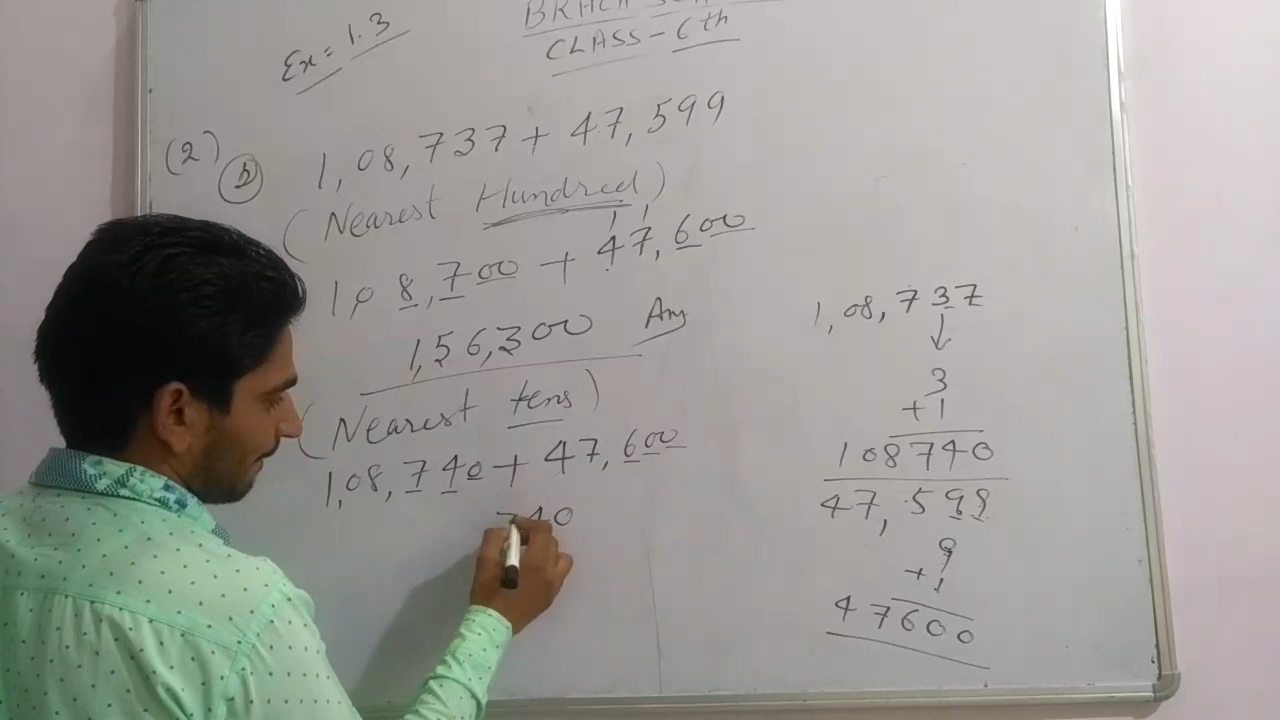 Ex = 1.3
CLASS - 6th
(2) b 1,08,737 + 47,599
(Nearest Hundred)
1,08,700 + 47,600
1,56,300 Ans
(Nearest tens)
1,08,740 + 47,600
40
1,08,737
↓
3
+1
108740
47,599
9
+1
47600